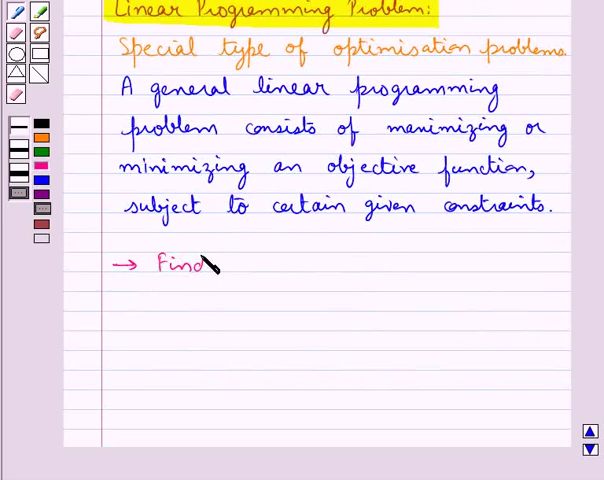 Linear Programming Problem:
Special type of optimisation problems.
A general linear programming
problem consists of maximizing or
minimizing an objective function,
subject to certain given constraints.
→ Find